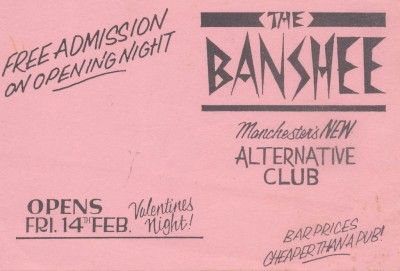 FREE ADMISSION
ON OPENING NIGHT
OPENS
FRI. 14TH FEB.
Valentines
Night!
THE
BANSHEE
Manchester's NEW
ALTERNATIVE
CLUB
BAR PRICES
CHEAPER THAN A PUB!